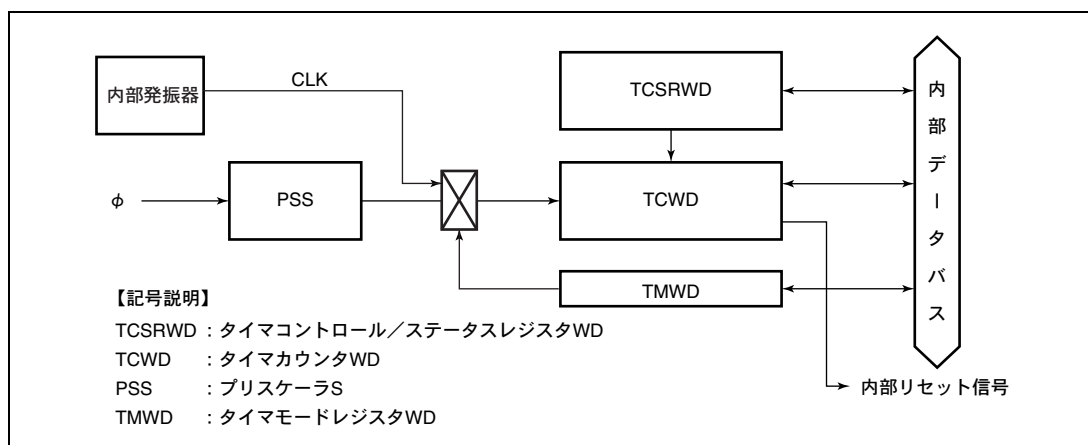 内部発振器
CLK
TCSRWD
φ
PSS
TCWD
TMWD
内部データバス
内部リセット信号
【記号説明】
TCSRWD：タイマコントロール／ステータスレジスタWD
TCWD　：タイマカウンタWD
PSS　：プリスケーラS
TMWD　：タイマモードレジスタWD